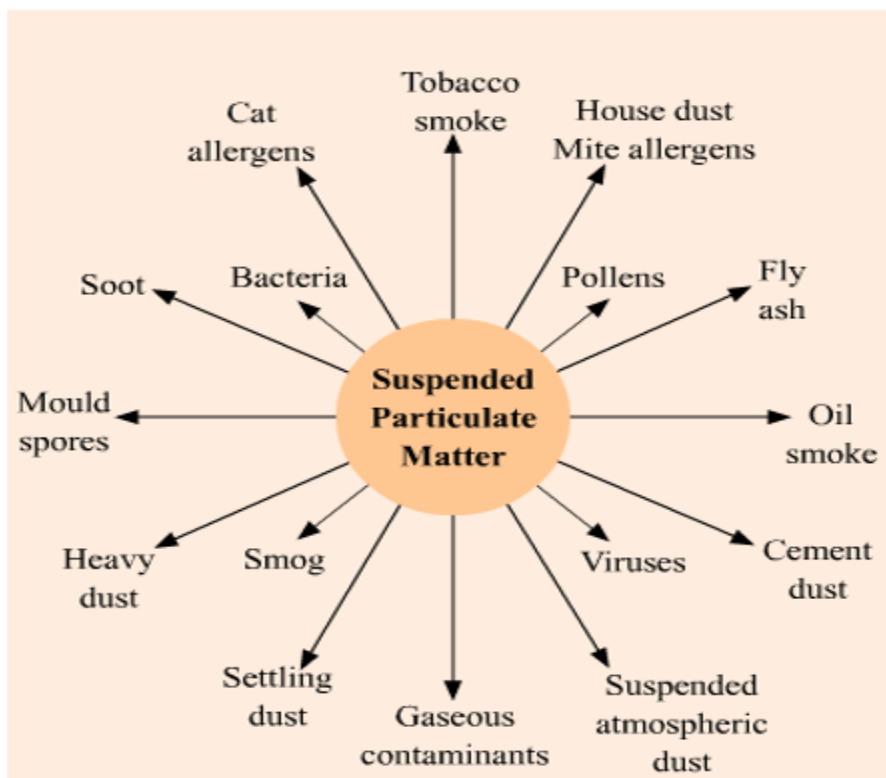 Tobacco
smoke
Cat
allergens
House dust
Mite allergens
Soot
Bacteria
Pollens
Fly
ash
Suspended
Particulate
Matter
Mould
spores
Oil
smoke
Heavy
dust
Smog
Viruses
Cement
dust
Settling
dust
Gaseous
contaminants
Suspended
atmospheric
dust